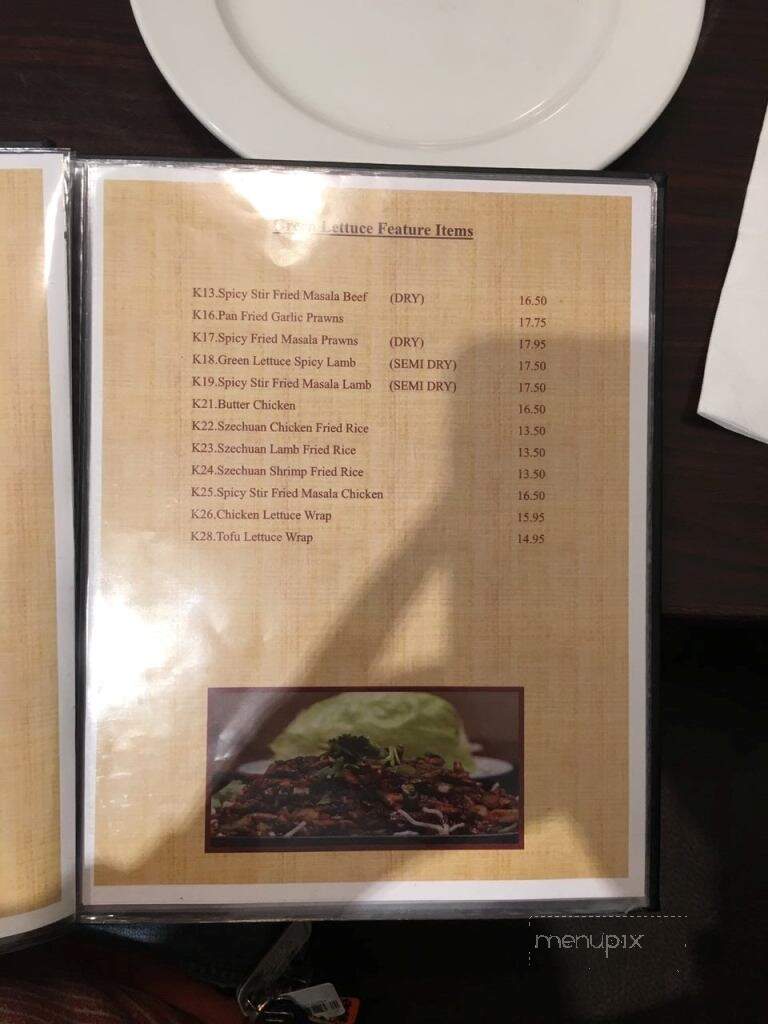 Green Lettuce Feature Items
K13.Spicy Stir Fried Masala Beef (DRY) 16.50
K16.Pan Fried Garlic Prawns 17.75
K17.Spicy Fried Masala Prawns (DRY) 17.95
K18.Green Lettuce Spicy Lamb (SEMI DRY) 17.50
K19.Spicy Stir Fried Masala Lamb (SEMI DRY) 17.50
K21.Butter Chicken 16.50
K22.Szechuan Chicken Fried Rice 13.50
K23.Szechuan Lamb Fried Rice 13.50
K24.Szechuan Shrimp Fried Rice 13.50
K25.Spicy Stir Fried Masala Chicken 16.50
K26.Chicken Lettuce Wrap 15.95
K28.Tofu Lettuce Wrap 14.95
menupix